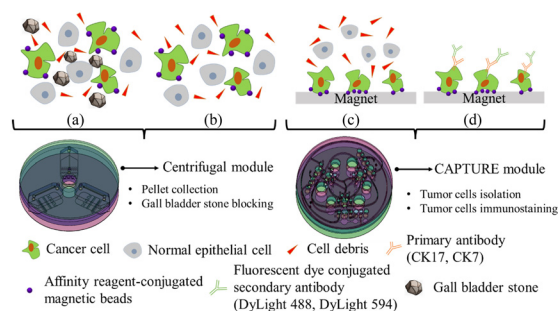 Magnet
Magnet
(a)
(b)
(c)
(d)
Centrifugal module
• Pellet collection
• Gall bladder stone blocking
CAPTURE module
• Tumor cells isolation
• Tumor cells immunostaining
Cancer cell
Normal epithelial cell
Cell debris
Primary antibody
(CK17, CK7)
Affinity reagent-conjugated
magnetic beads
Fluorescent dye conjugated
secondary antibody
(DyLight 488, DyLight 594)
Gall bladder stone